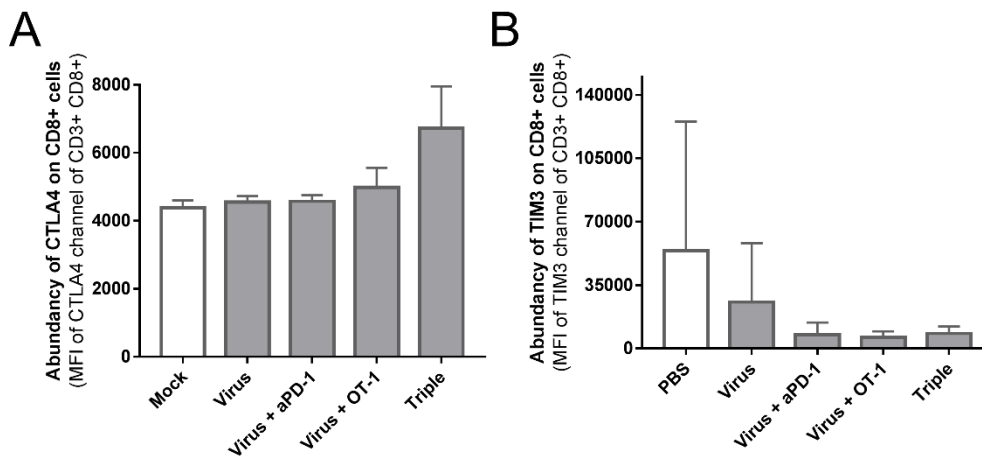 A
Abundancy of CTLA4 on CD8+ cells
(MFI of CTLA4 channel of CD3+ CD8+)
8000
6000
4000
2000
0
Mock
Virus
Virus + aPD-1
Virus + OT-1
Triple
B
Abundancy of TIM3 on CD8+ cells
(MFI of TIM3 channel of CD3+ CD8+)
140000
105000
70000
35000
0
PBS
Virus
Virus + aPD-1
Virus + OT-1
Triple